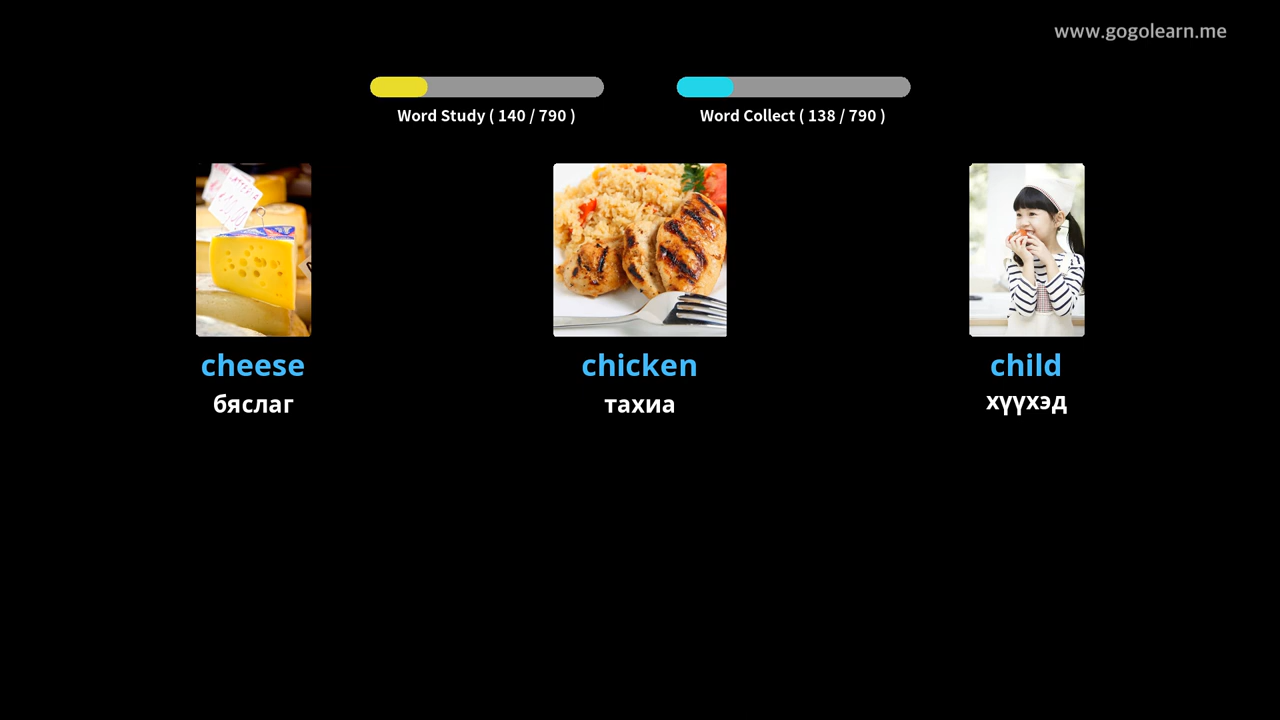 www.gogolearn.me
Word Study ( 140 / 790 )
Word Collect ( 138 / 790 )
cheese
бяслаг
chicken
тахиа
child
хүүхэд